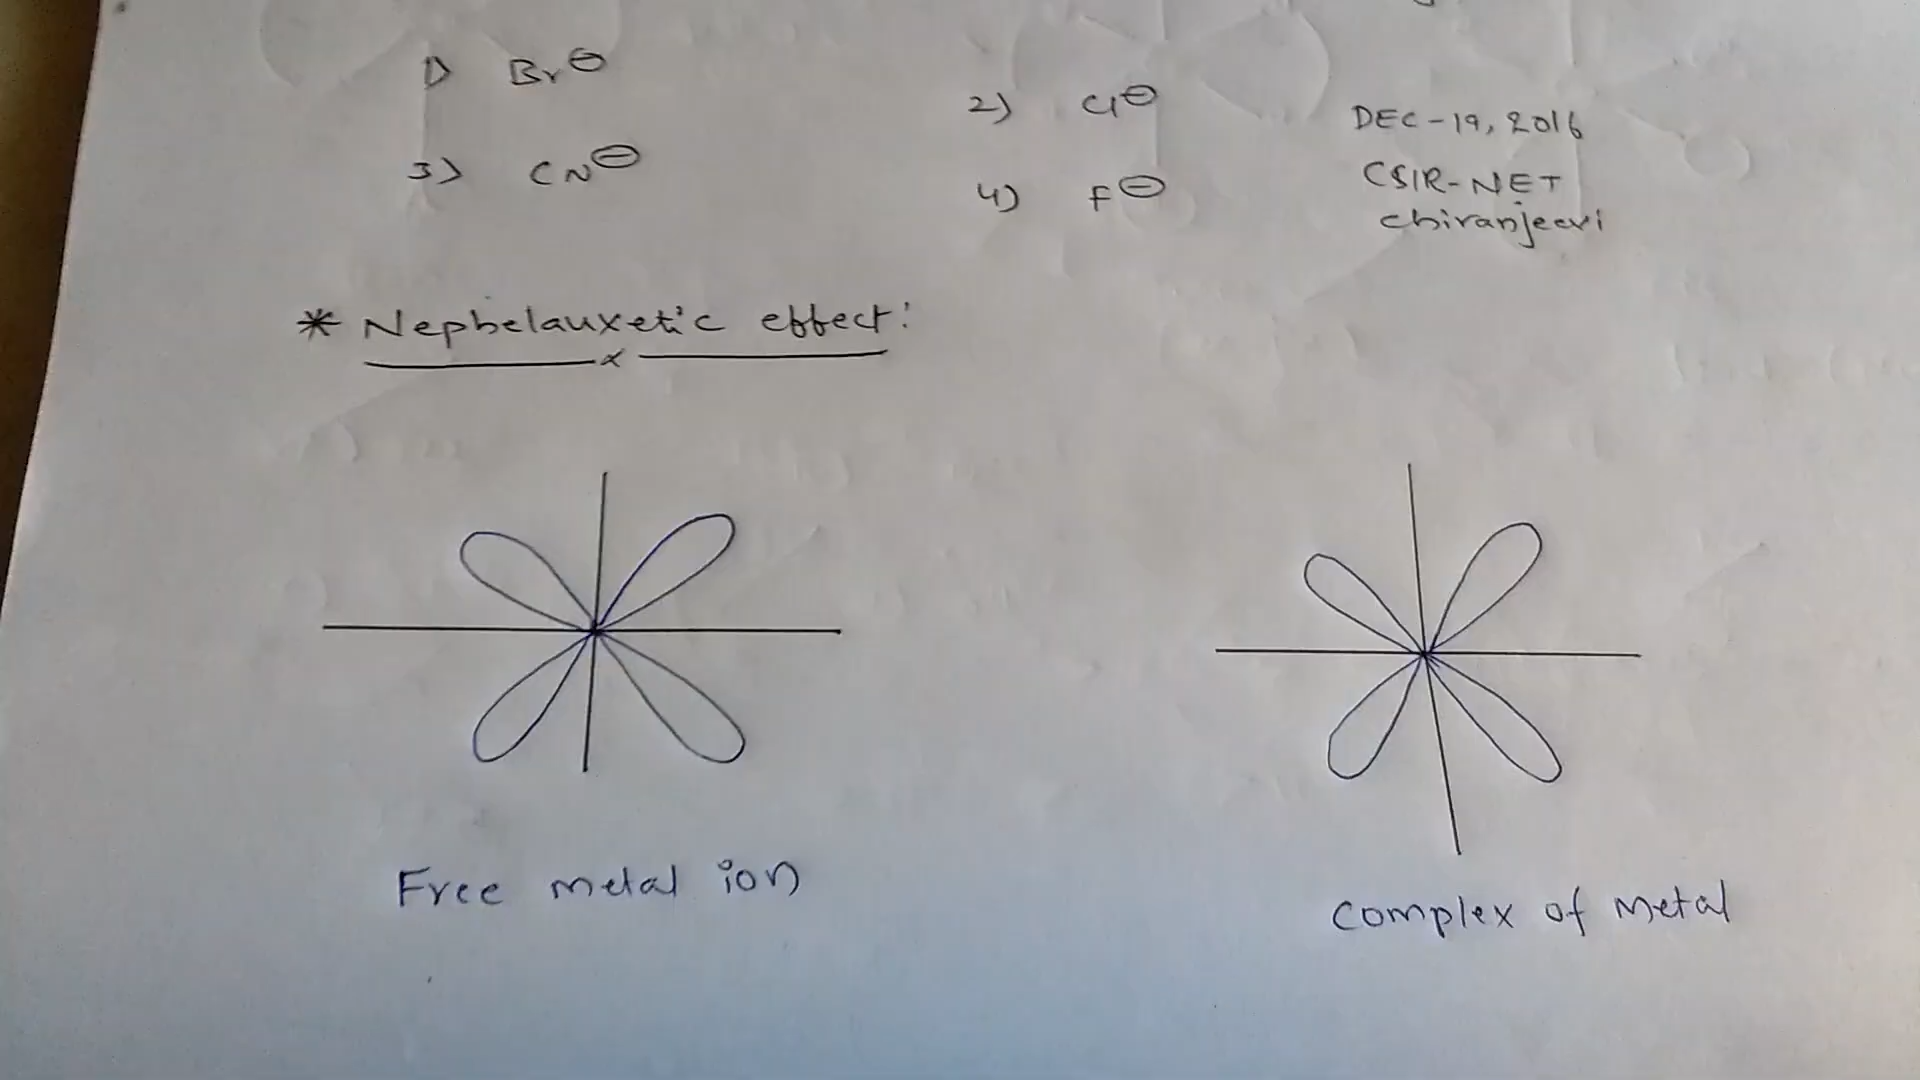 1) Br⊖
2) Cl⊖
DEC-19, 2016
3) CN⊖
4) F⊖
CSIR-NET
chiranjeevi
* Nephelauxetic effect:
Free metal ion
complex of metal